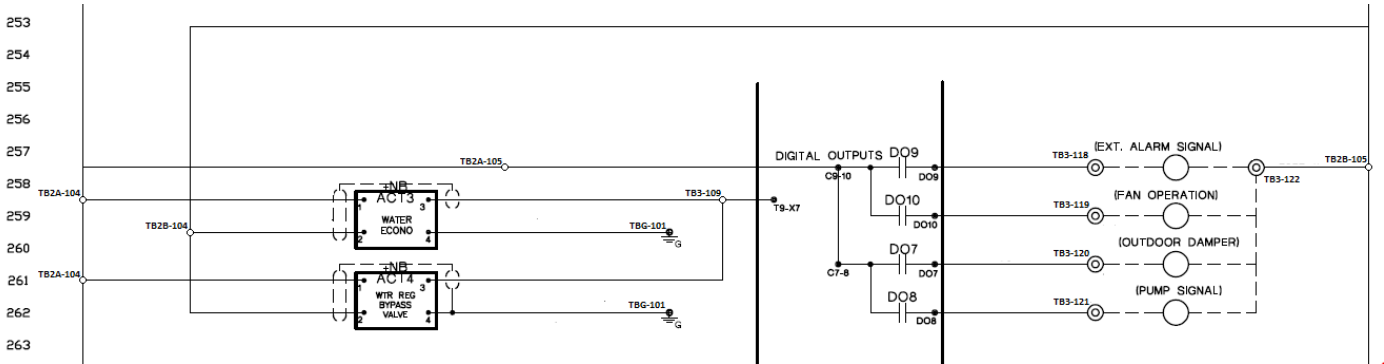 253
254
255
256
257
TB2A-105
DIGITAL OUTPUTS
DO9
C9-10
DO9
TB3-118
(EXT. ALARM SIGNAL)
TB3-122
TB2B-105
258
TB2A-104
+NB
ACT3
1
3
TB3-109
T9-X7
DO10
TB3-119
(FAN OPERATION)
259
TB2B-104
WATER
ECONO
2
4
TBG-101
G
DO10
260
+NB
DO7
C7-8
DO7
TB3-120
(OUTDOOR DAMPER)
261
TB2A-104
ACT4
1
3
WTR REG
BYPASS
VALVE
DO8
TB3-121
(PUMP SIGNAL)
262
2
4
TBG-101
G
DO8
263